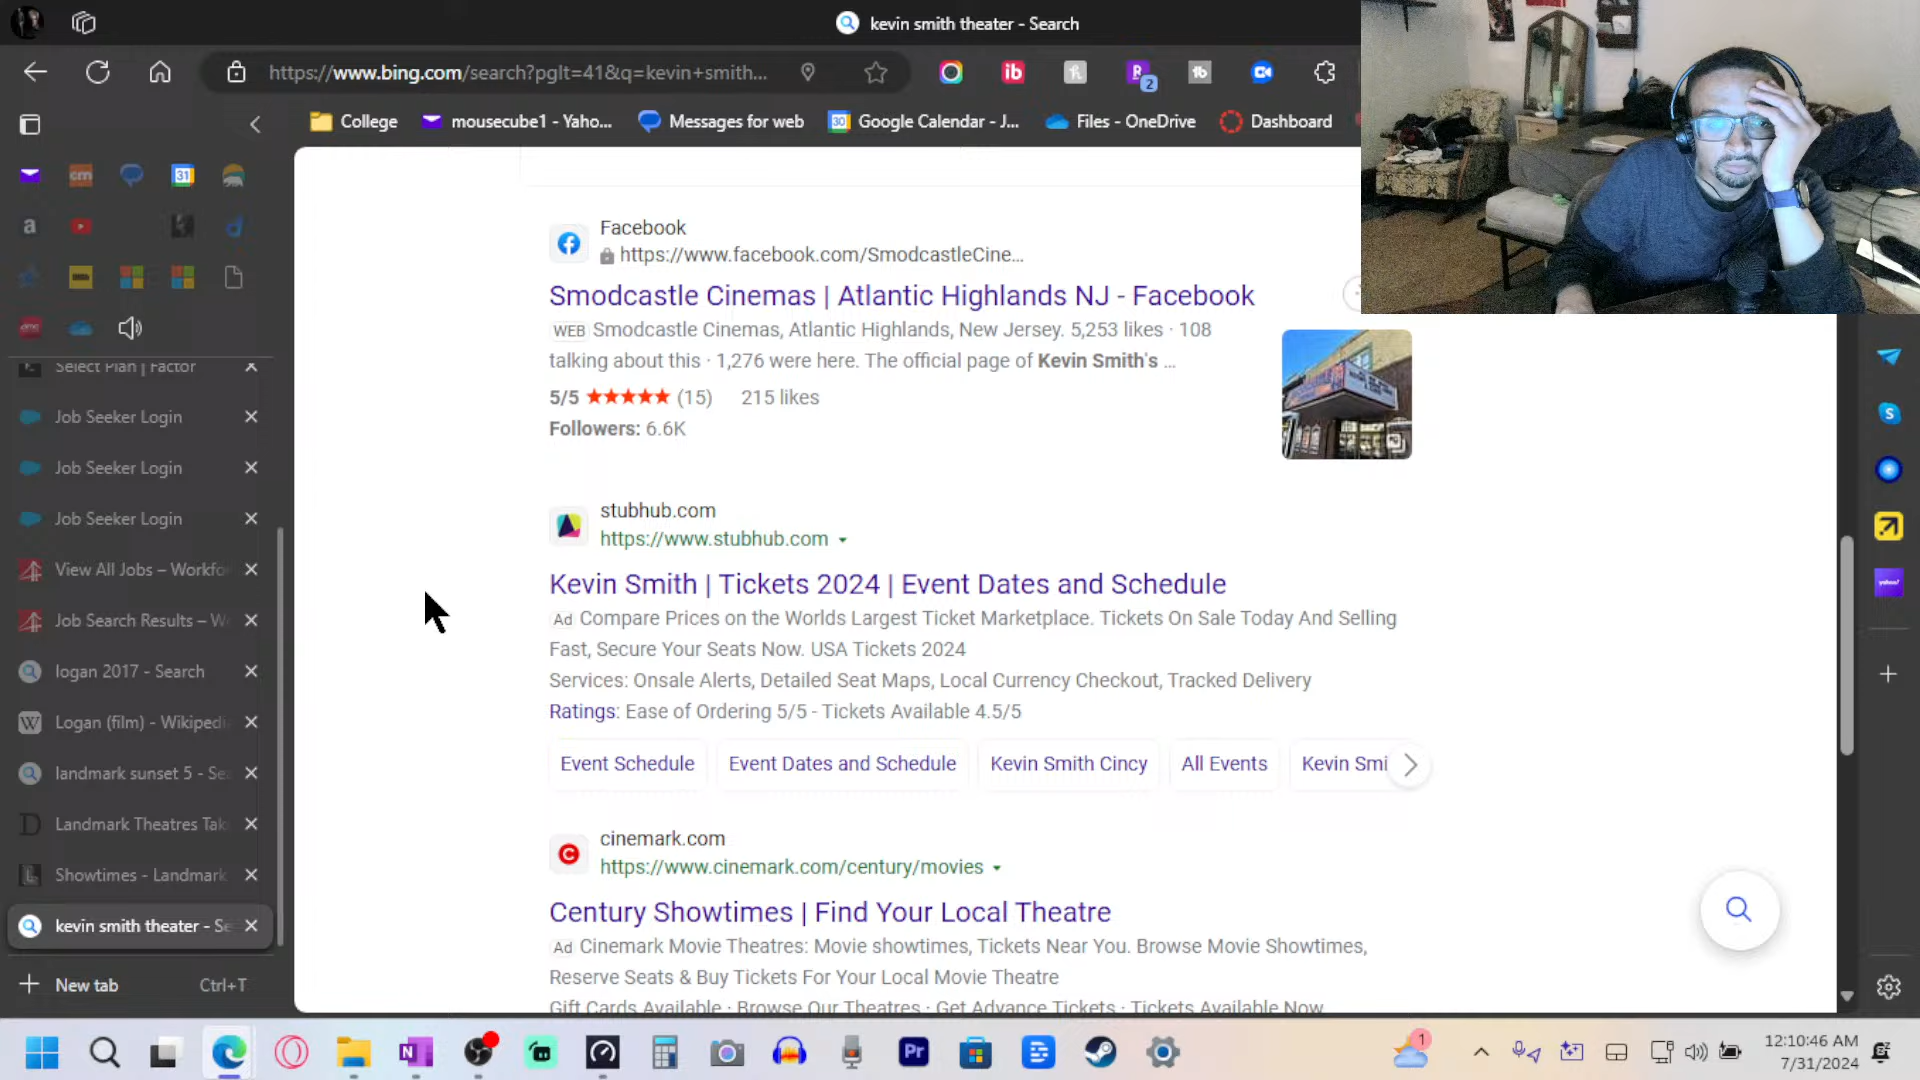 kevin smith theater - Search
https://www.bing.com/search?pglt=41&q=kevin+smith...
2
College
mousecube1 - Yaho...
Messages for web
30
Google Calendar - J...
Files - OneDrive
Dashboard
Select Plan | Factor
Job Seeker Login
Job Seeker Login
Job Seeker Login
View All Jobs – Workfo
Job Search Results – W
logan 2017 - Search
Logan (film) - Wikipedi
landmark sunset 5 - Se
Landmark Theatres Tak
Showtimes - Landmark
kevin smith theater - Se
New tab Ctrl+T
Facebook
https://www.facebook.com/SmodcastleCine...
Smodcastle Cinemas | Atlantic Highlands NJ - Facebook
WEB Smodcastle Cinemas, Atlantic Highlands, New Jersey. 5,253 likes · 108
talking about this · 1,276 were here. The official page of Kevin Smith's ...
5/5 (15) 215 likes
Followers: 6.6K
stubhub.com
https://www.stubhub.com
Kevin Smith | Tickets 2024 | Event Dates and Schedule
Ad Compare Prices on the Worlds Largest Ticket Marketplace. Tickets On Sale Today And Selling
Fast, Secure Your Seats Now. USA Tickets 2024
Services: Onsale Alerts, Detailed Seat Maps, Local Currency Checkout, Tracked Delivery
Ratings: Ease of Ordering 5/5 - Tickets Available 4.5/5
Event Schedule
Event Dates and Schedule
Kevin Smith Cincy
All Events
Kevin Smi
cinemark.com
https://www.cinemark.com/century/movies
Century Showtimes | Find Your Local Theatre
Ad Cinemark Movie Theatres: Movie showtimes, Tickets Near You. Browse Movie Showtimes,
Reserve Seats & Buy Tickets For Your Local Movie Theatre
Gift Cards Available · Browse Our Theatres · Get Advance Tickets · Tickets Available Now
Pr
1
12:10:46 AM
7/31/2024